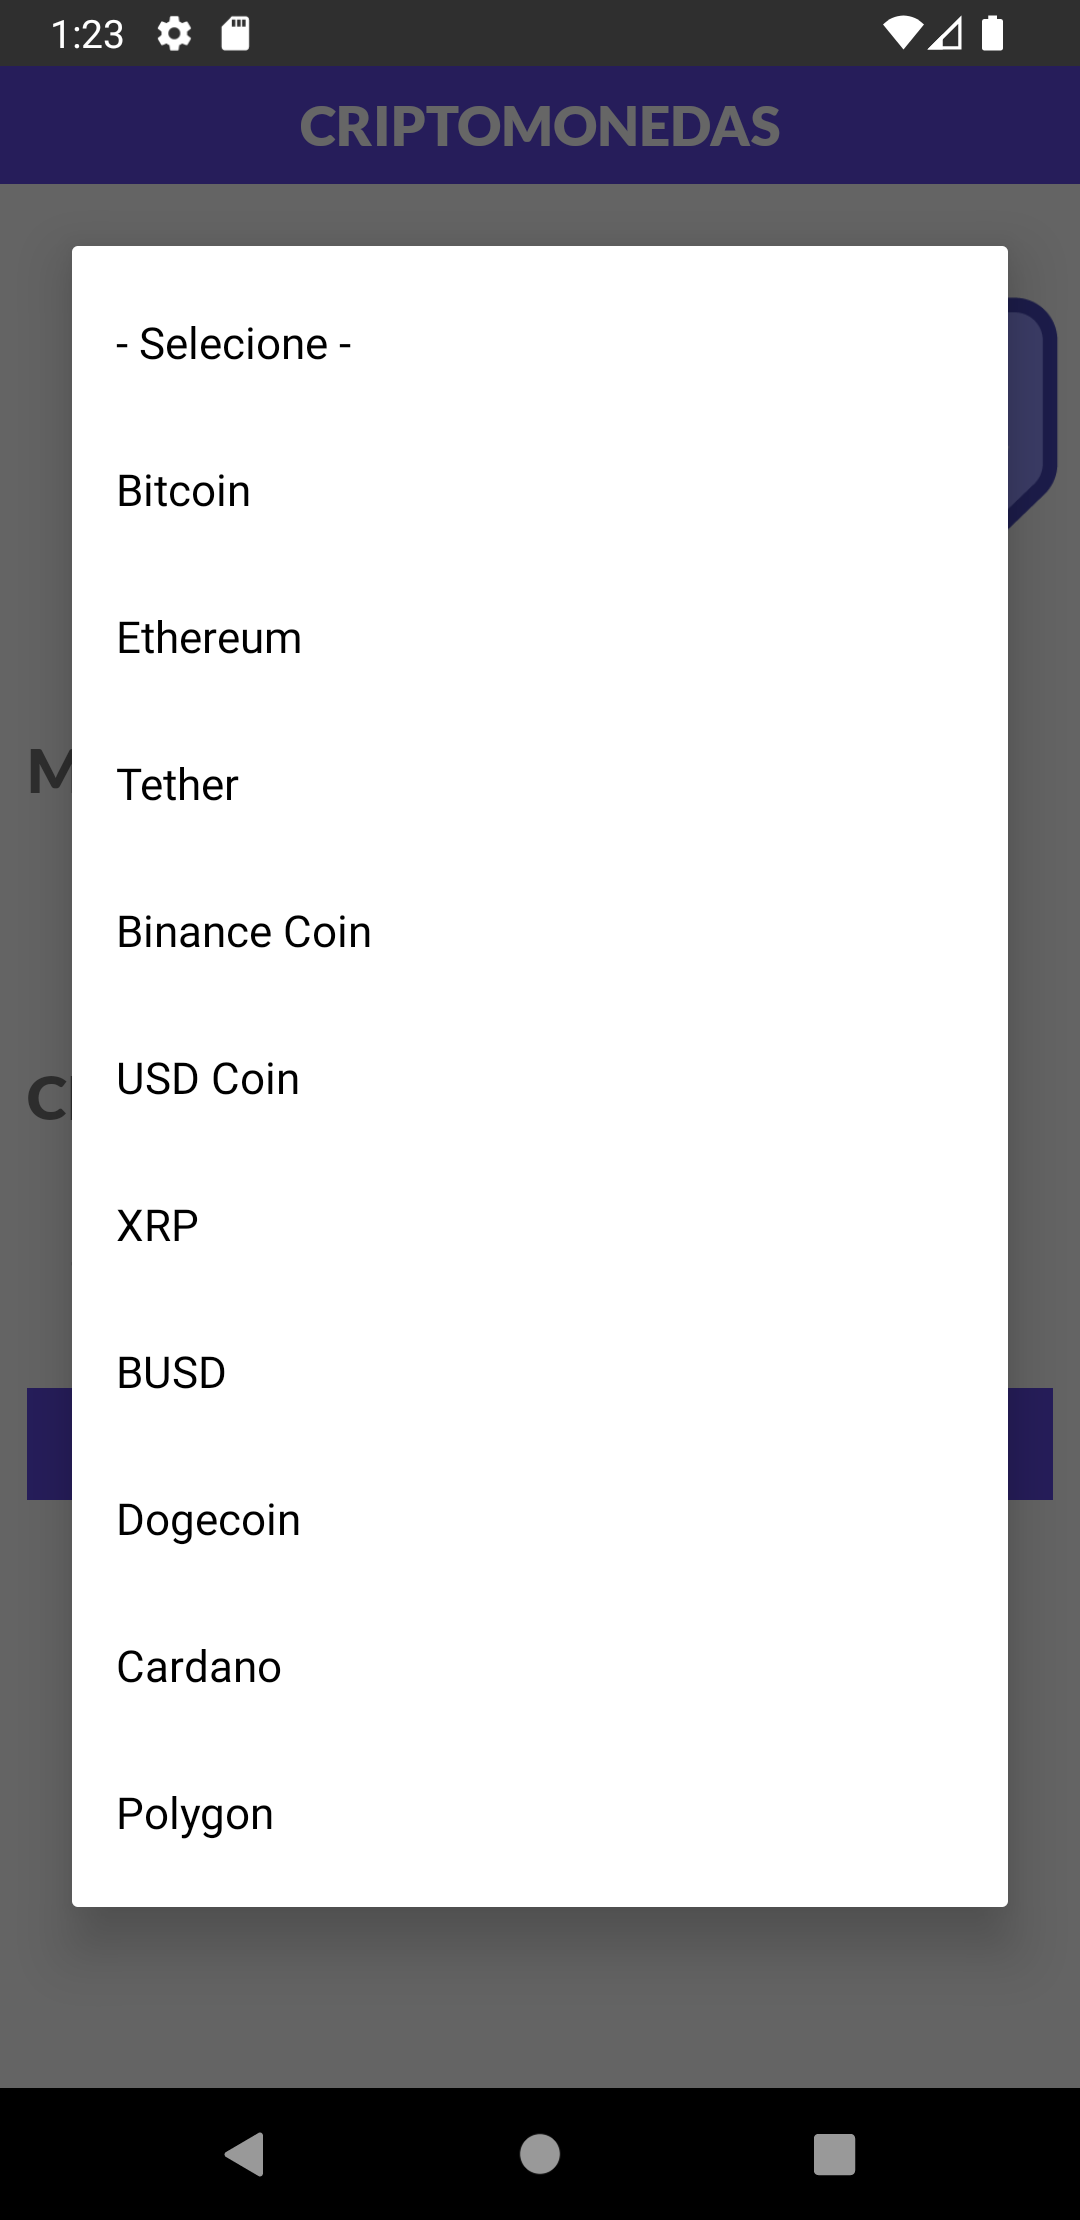 1:23
CRIPTOMONEDAS
- Selecione -
Bitcoin
Ethereum
Tether
Binance Coin
USD Coin
XRP
BUSD
Dogecoin
Cardano
Polygon